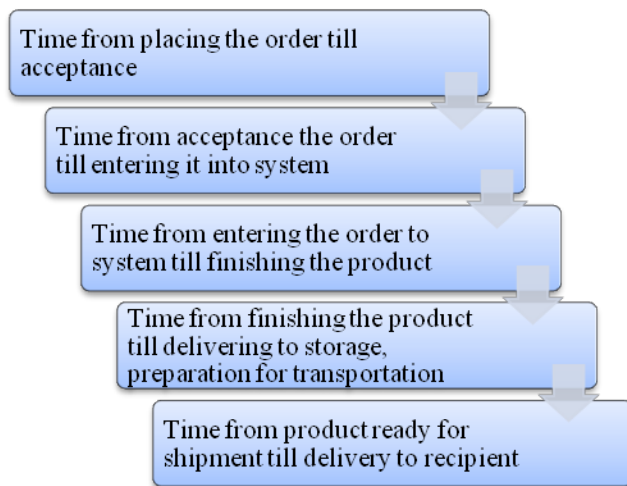 Time from placing the order till
acceptance
Time from acceptance the order
till entering it into system
Time from entering the order to
system till finishing the product
Time from finishing the product
till delivering to storage,
preparation for transportation
Time from product ready for
shipment till delivery to recipient